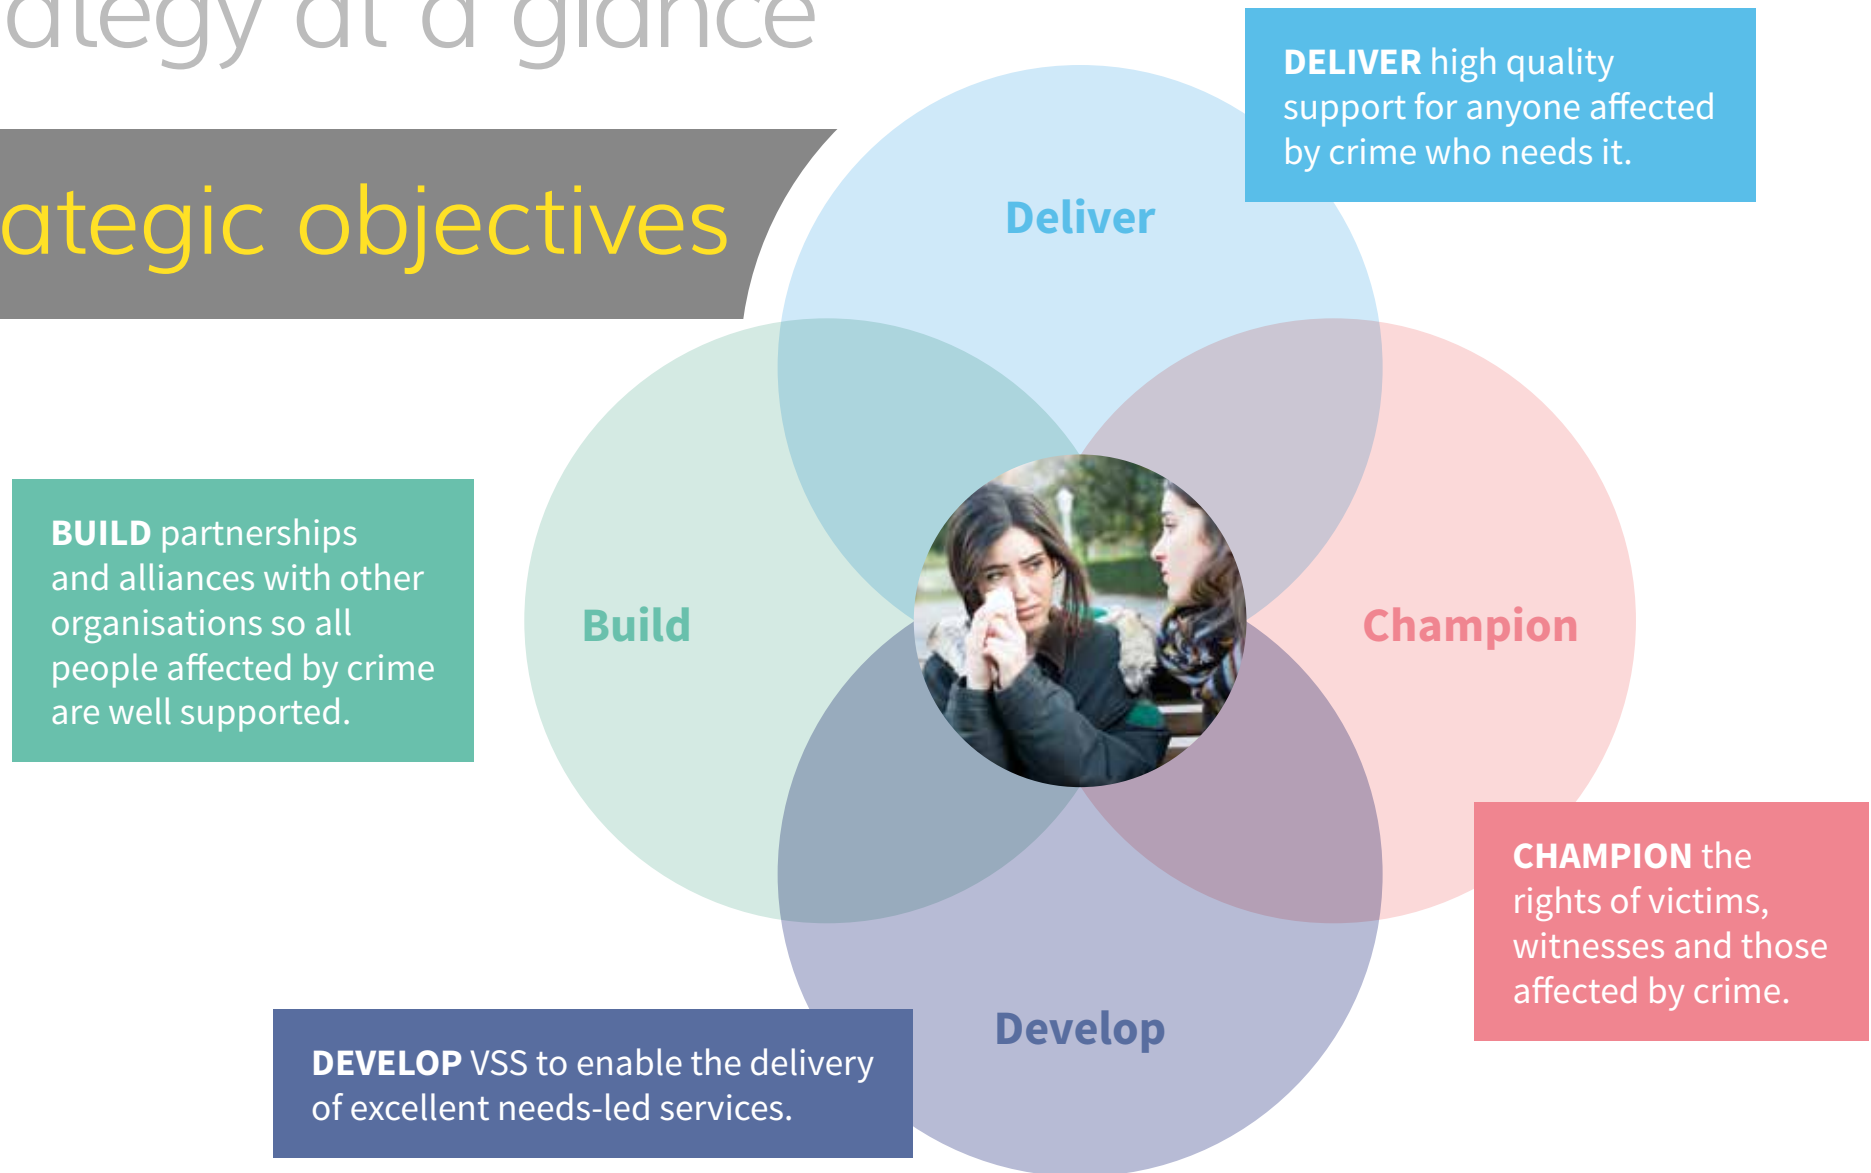 ategy at a glance
ategic objectives
DELIVER high quality
support for anyone affected
by crime who needs it.
Deliver
BUILD partnerships
and alliances with other
organisations so all
people affected by crime
are well supported.
Build
Champion
CHAMPION the
rights of victims,
witnesses and those
affected by crime.
Develop
DEVELOP VSS to enable the delivery
of excellent needs-led services.